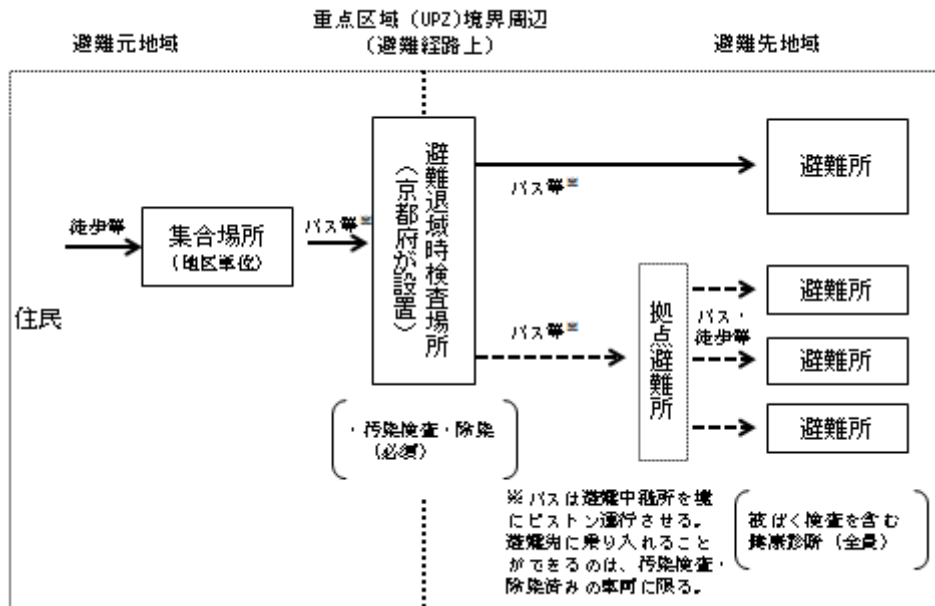 重点区域（UPZ）境界周辺
（避難経路上）
避難元地域
避難先地域
住民
徒歩等
集合場所
（地区単位）
バス等※
避難退域時検査場所
（京都府が設置）
・汚染検査・除染
（必須）
バス等※
避難所
バス等※
拠点避難所
バス・
徒歩等
避難所
避難所
避難所
※バスは避難中継所を境
にピストン運行させる。
避難先に乗り入れること
ができるのは、汚染検査・
除染済みの車両に限る。
被ばく検査を含む
健康診断（全員）